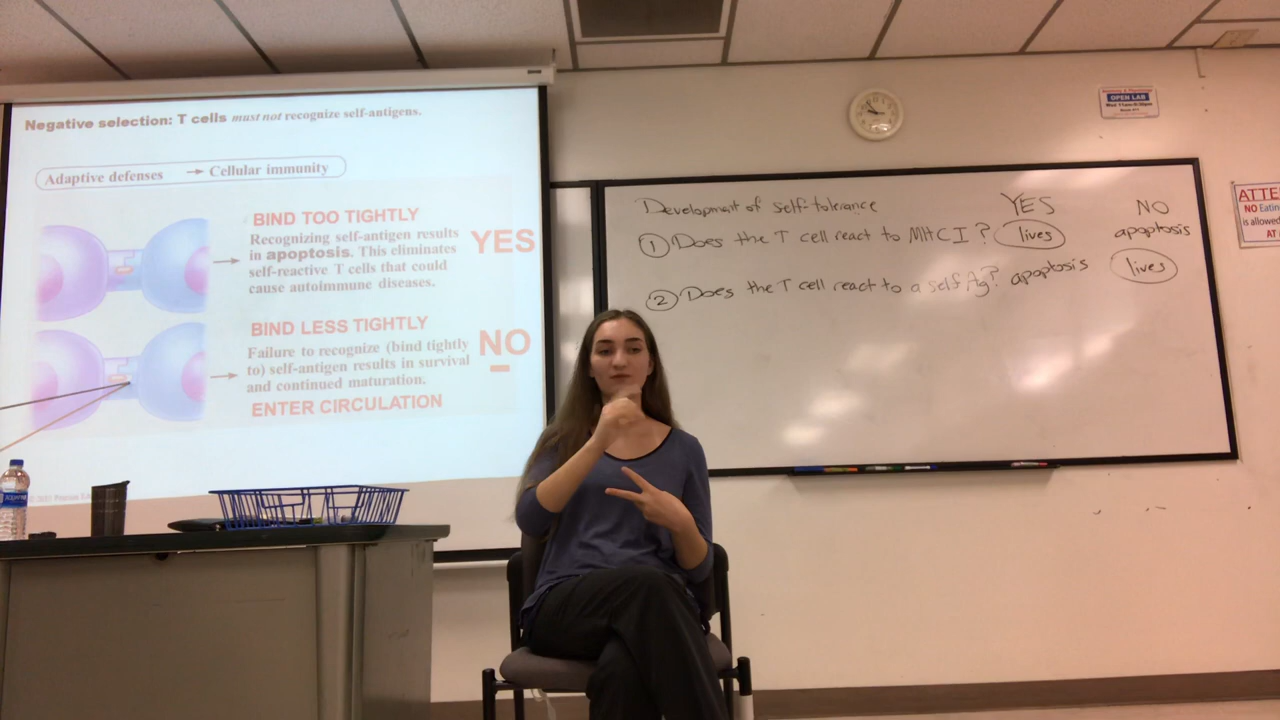 Negative selection: T cells must not recognize self-antigens.
Adaptive defenses → Cellular immunity
BIND TOO TIGHTLY
Recognizing self-antigen results
in apoptosis. This eliminates
self-reactive T cells that could
cause autoimmune diseases.
YES
BIND LESS TIGHTLY
Failure to recognize (bind tightly
to) self-antigen results in survival
and continued maturation.
NO
ENTER CIRCULATION
Development of self-tolerance
YES
NO
① Does the T cell react to MHC I? lives
apoptosis
② Does the T cell react to a self Ag? apoptosis
lives
OPEN LAB
ATTE
NO Eatin
is allowed
AT